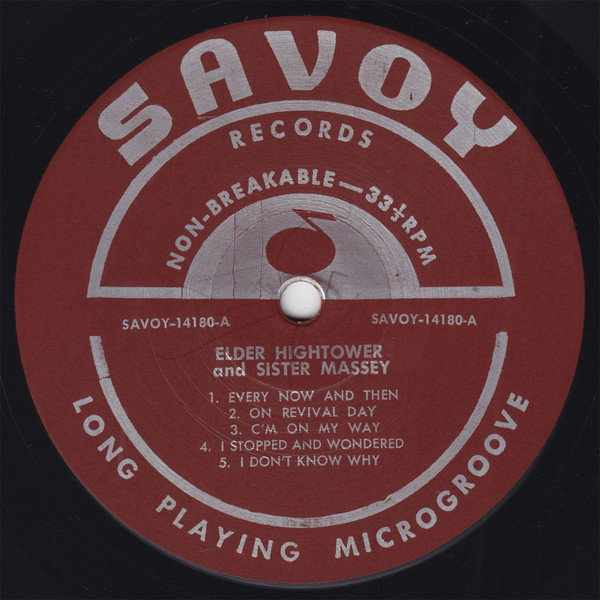 SAVOY
RECORDS
NON-BREAKABLE—33⅓RPM
SAVOY-14180-A SAVOY-14180-A
ELDER HIGHTOWER
and SISTER MASSEY
1. EVERY NOW AND THEN
2. ON REVIVAL DAY
3. C'M ON MY WAY
4. I STOPPED AND WONDERED
5. I DON'T KNOW WHY
LONG PLAYING MICROGROOVE